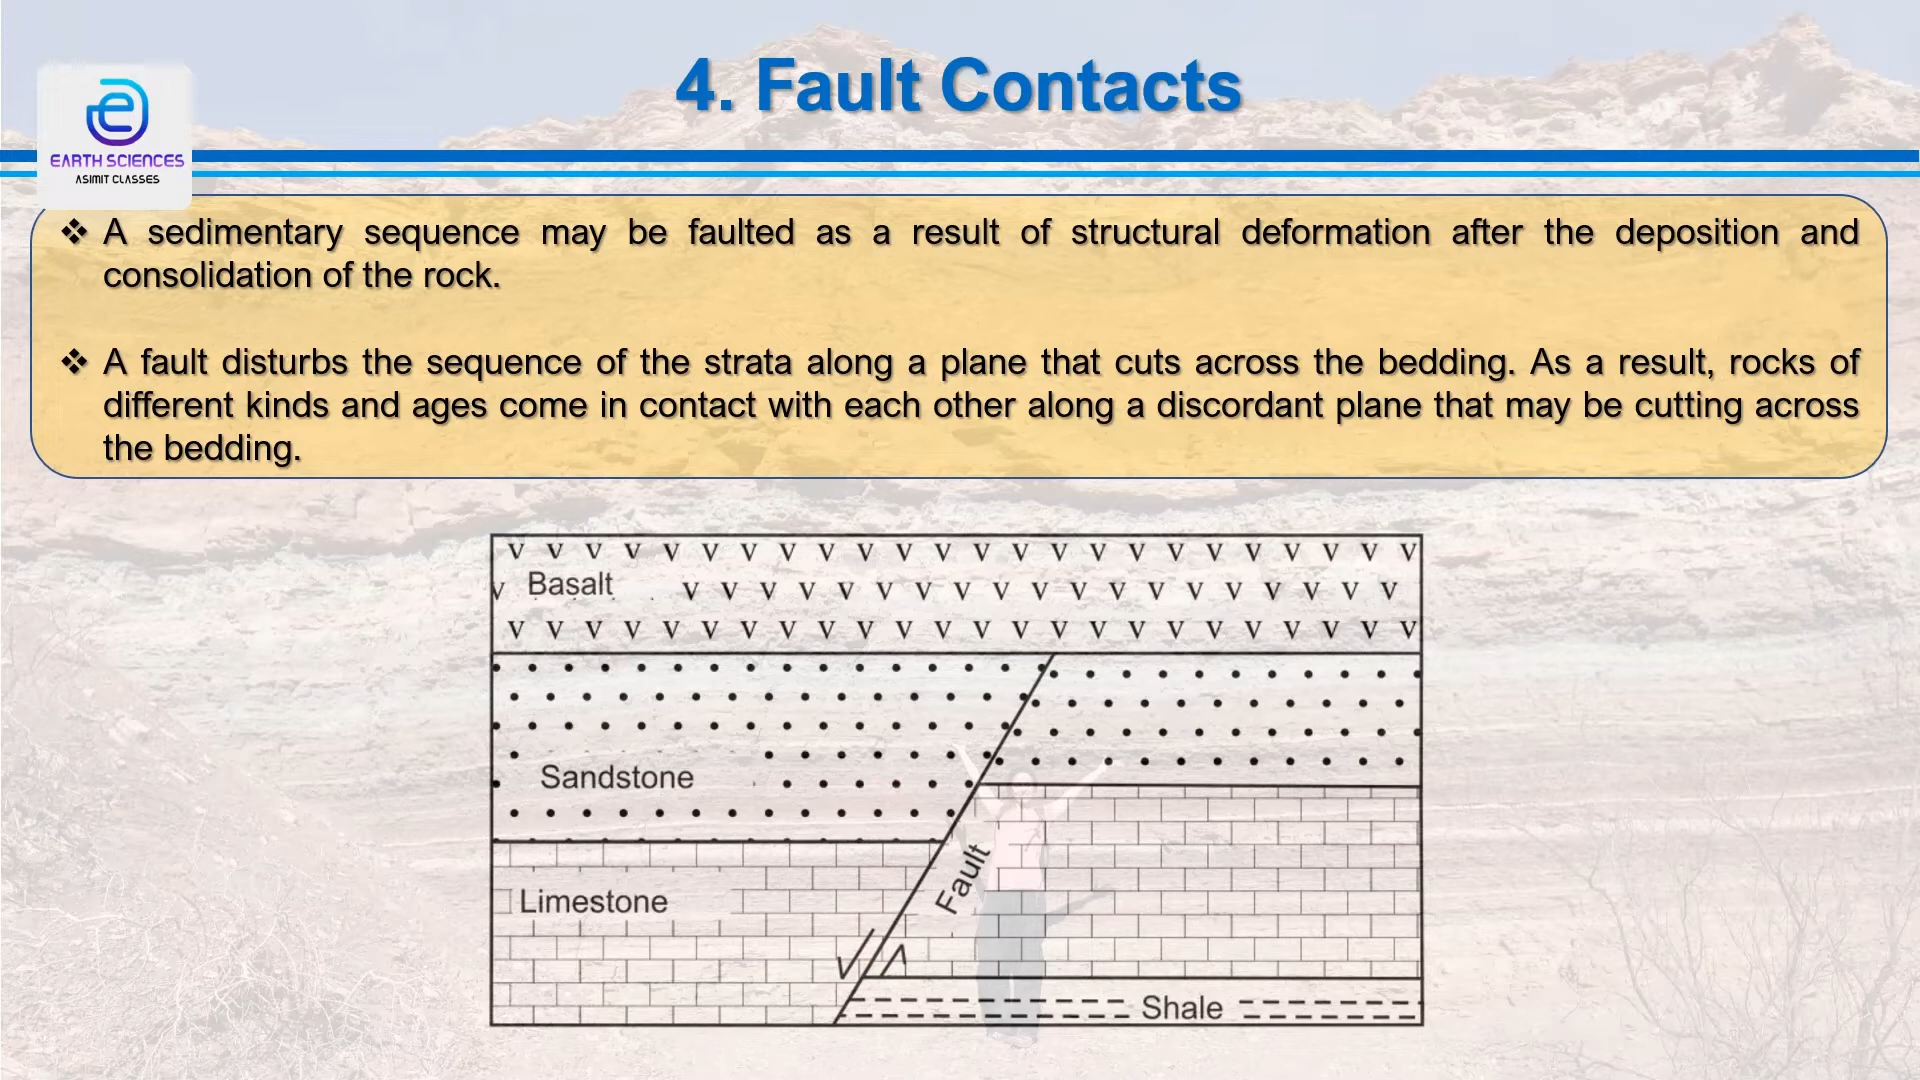 4. Fault Contacts
EARTH SCIENCES
ASIMIT CLASSES
❖ A sedimentary sequence may be faulted as a result of structural deformation after the deposition and
consolidation of the rock.
❖ A fault disturbs the sequence of the strata along a plane that cuts across the bedding. As a result, rocks of
different kinds and ages come in contact with each other along a discordant plane that may be cutting across
the bedding.
Basalt
Sandstone
Limestone
Fault
Shale